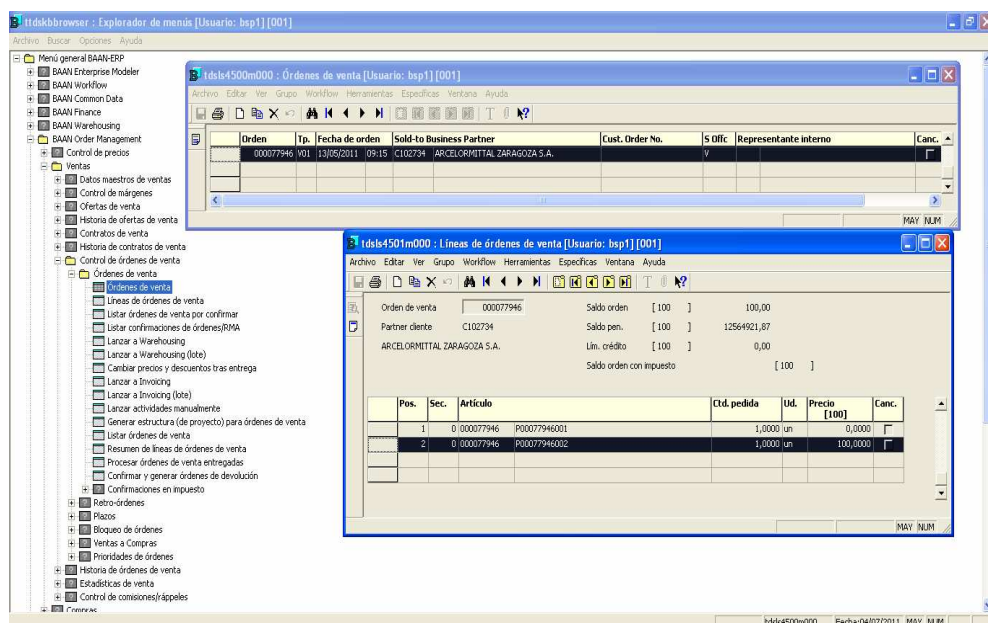 ttdskbbrowser : Explorador de menús [Usuario: bsp1] [001]
Archivo Buscar Opciones Ayuda
Menú general BAAN-ERP
BAAN Enterprise Modeler
BAAN Workflow
BAAN Common Data
BAAN Finance
BAAN Warehousing
BAAN Order Management
Control de precios
Ventas
Datos maestros de ventas
Control de márgenes
Ofertas de venta
Historia de ofertas de venta
Contratos de venta
Historia de contratos de venta
Control de órdenes de venta
Órdenes de venta
Órdenes de venta
Líneas de órdenes de venta
Listar órdenes de venta por confirmar
Listar confirmaciones de órdenes/RMA
Lanzar a Warehousing
Lanzar a Warehousing (lote)
Cambiar precios y descuentos tras entrega
Lanzar a Invoicing
Lanzar a Invoicing (lote)
Lanzar actividades manualmente
Generar estructura (de proyecto) para órdenes de venta
Listar órdenes de venta
Resumen de líneas de órdenes de venta
Procesar órdenes de venta entregadas
Confirmar y generar órdenes de devolución
Confirmaciones en impuesto
Retro-órdenes
Plazos
Bloqueo de órdenes
Ventas a Compras
Prioridades de órdenes
Historia de órdenes de venta
Estadísticas de venta
Control de comisiones/ráppeles
Compras
tdsls4500m000 : Órdenes de venta [Usuario: bsp1] [001]
Archivo Editar Ver Grupo Workflow Herramientas Específicas Ventana Ayuda
Orden Tp. Fecha de orden Sold-to Business Partner Cust. Order No. S Offc Representante interno Canc.
000077946 V01 13/05/2011 09:15 C102734 ARCELORMITTAL ZARAGOZA S.A. V
MAY NUM
tdsls4501m000 : Líneas de órdenes de venta [Usuario: bsp1] [001]
Archivo Editar Ver Grupo Workflow Herramientas Específicas Ventana Ayuda
Orden de venta 000077946 Saldo orden [ 100 ] 100,00
Partner cliente C102734 Saldo pen. [ 100 ] 12564921,87
ARCELORMITTAL ZARAGOZA S.A. Lím. crédito [ 100 ] 0,00
Saldo orden con impuesto [ 100 ]
Pos. Sec. Artículo Ctd. pedida Ud. Precio [100] Canc.
1 0 000077946 P00077946001 1,0000 un 0,0000
2 0 000077946 P00077946002 1,0000 un 100,0000
MAY NUM
tdsls4500m000 Fecha:04/07/2011 MAY NUM